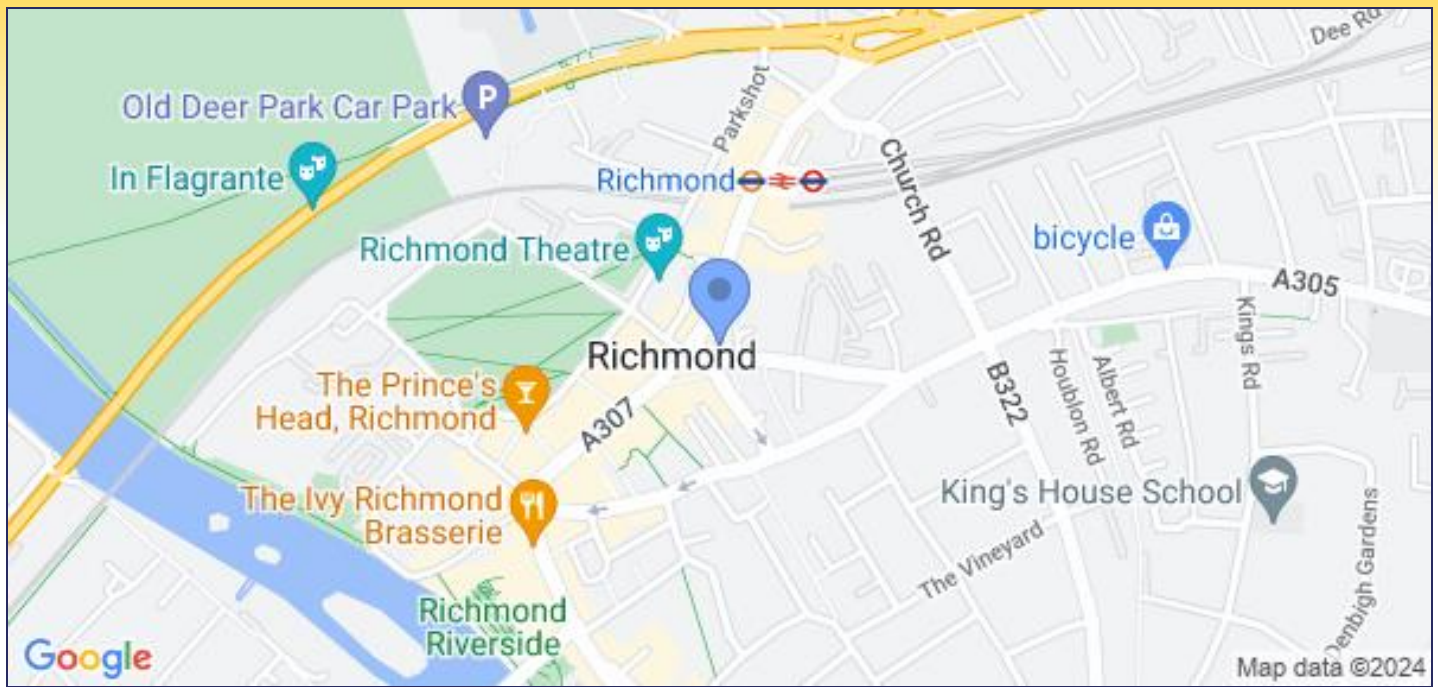 Dee Rd
Old Deer Park Car Park
P
Parkshot
In Flagrante
Richmond
Church Rd
Richmond Theatre
bicycle
A305
Kings Rd
Richmond
The Prince's
Head, Richmond
A307
B322
Houblon Rd
Albert Rd
The Ivy Richmond
Brasserie
King's House School
The Vineyard
Denbigh Gardens
Richmond
Riverside
Google
Map data ©2024